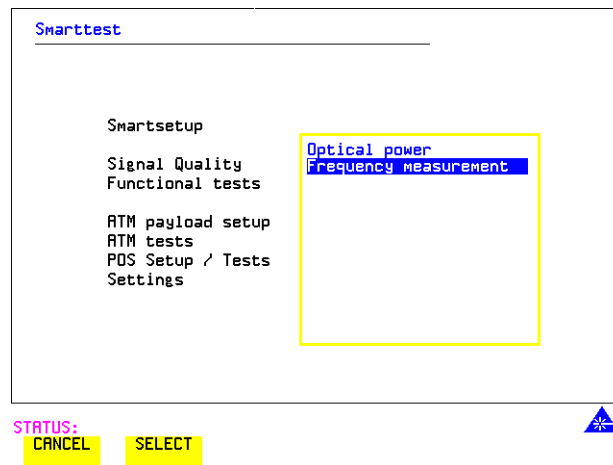 Smarttest
Smartsetup
Signal Quality
Functional tests
ATM payload setup
ATM tests
POS Setup / Tests
Settings
Optical power
Frequency measurement
STATUS:
CANCEL SELECT